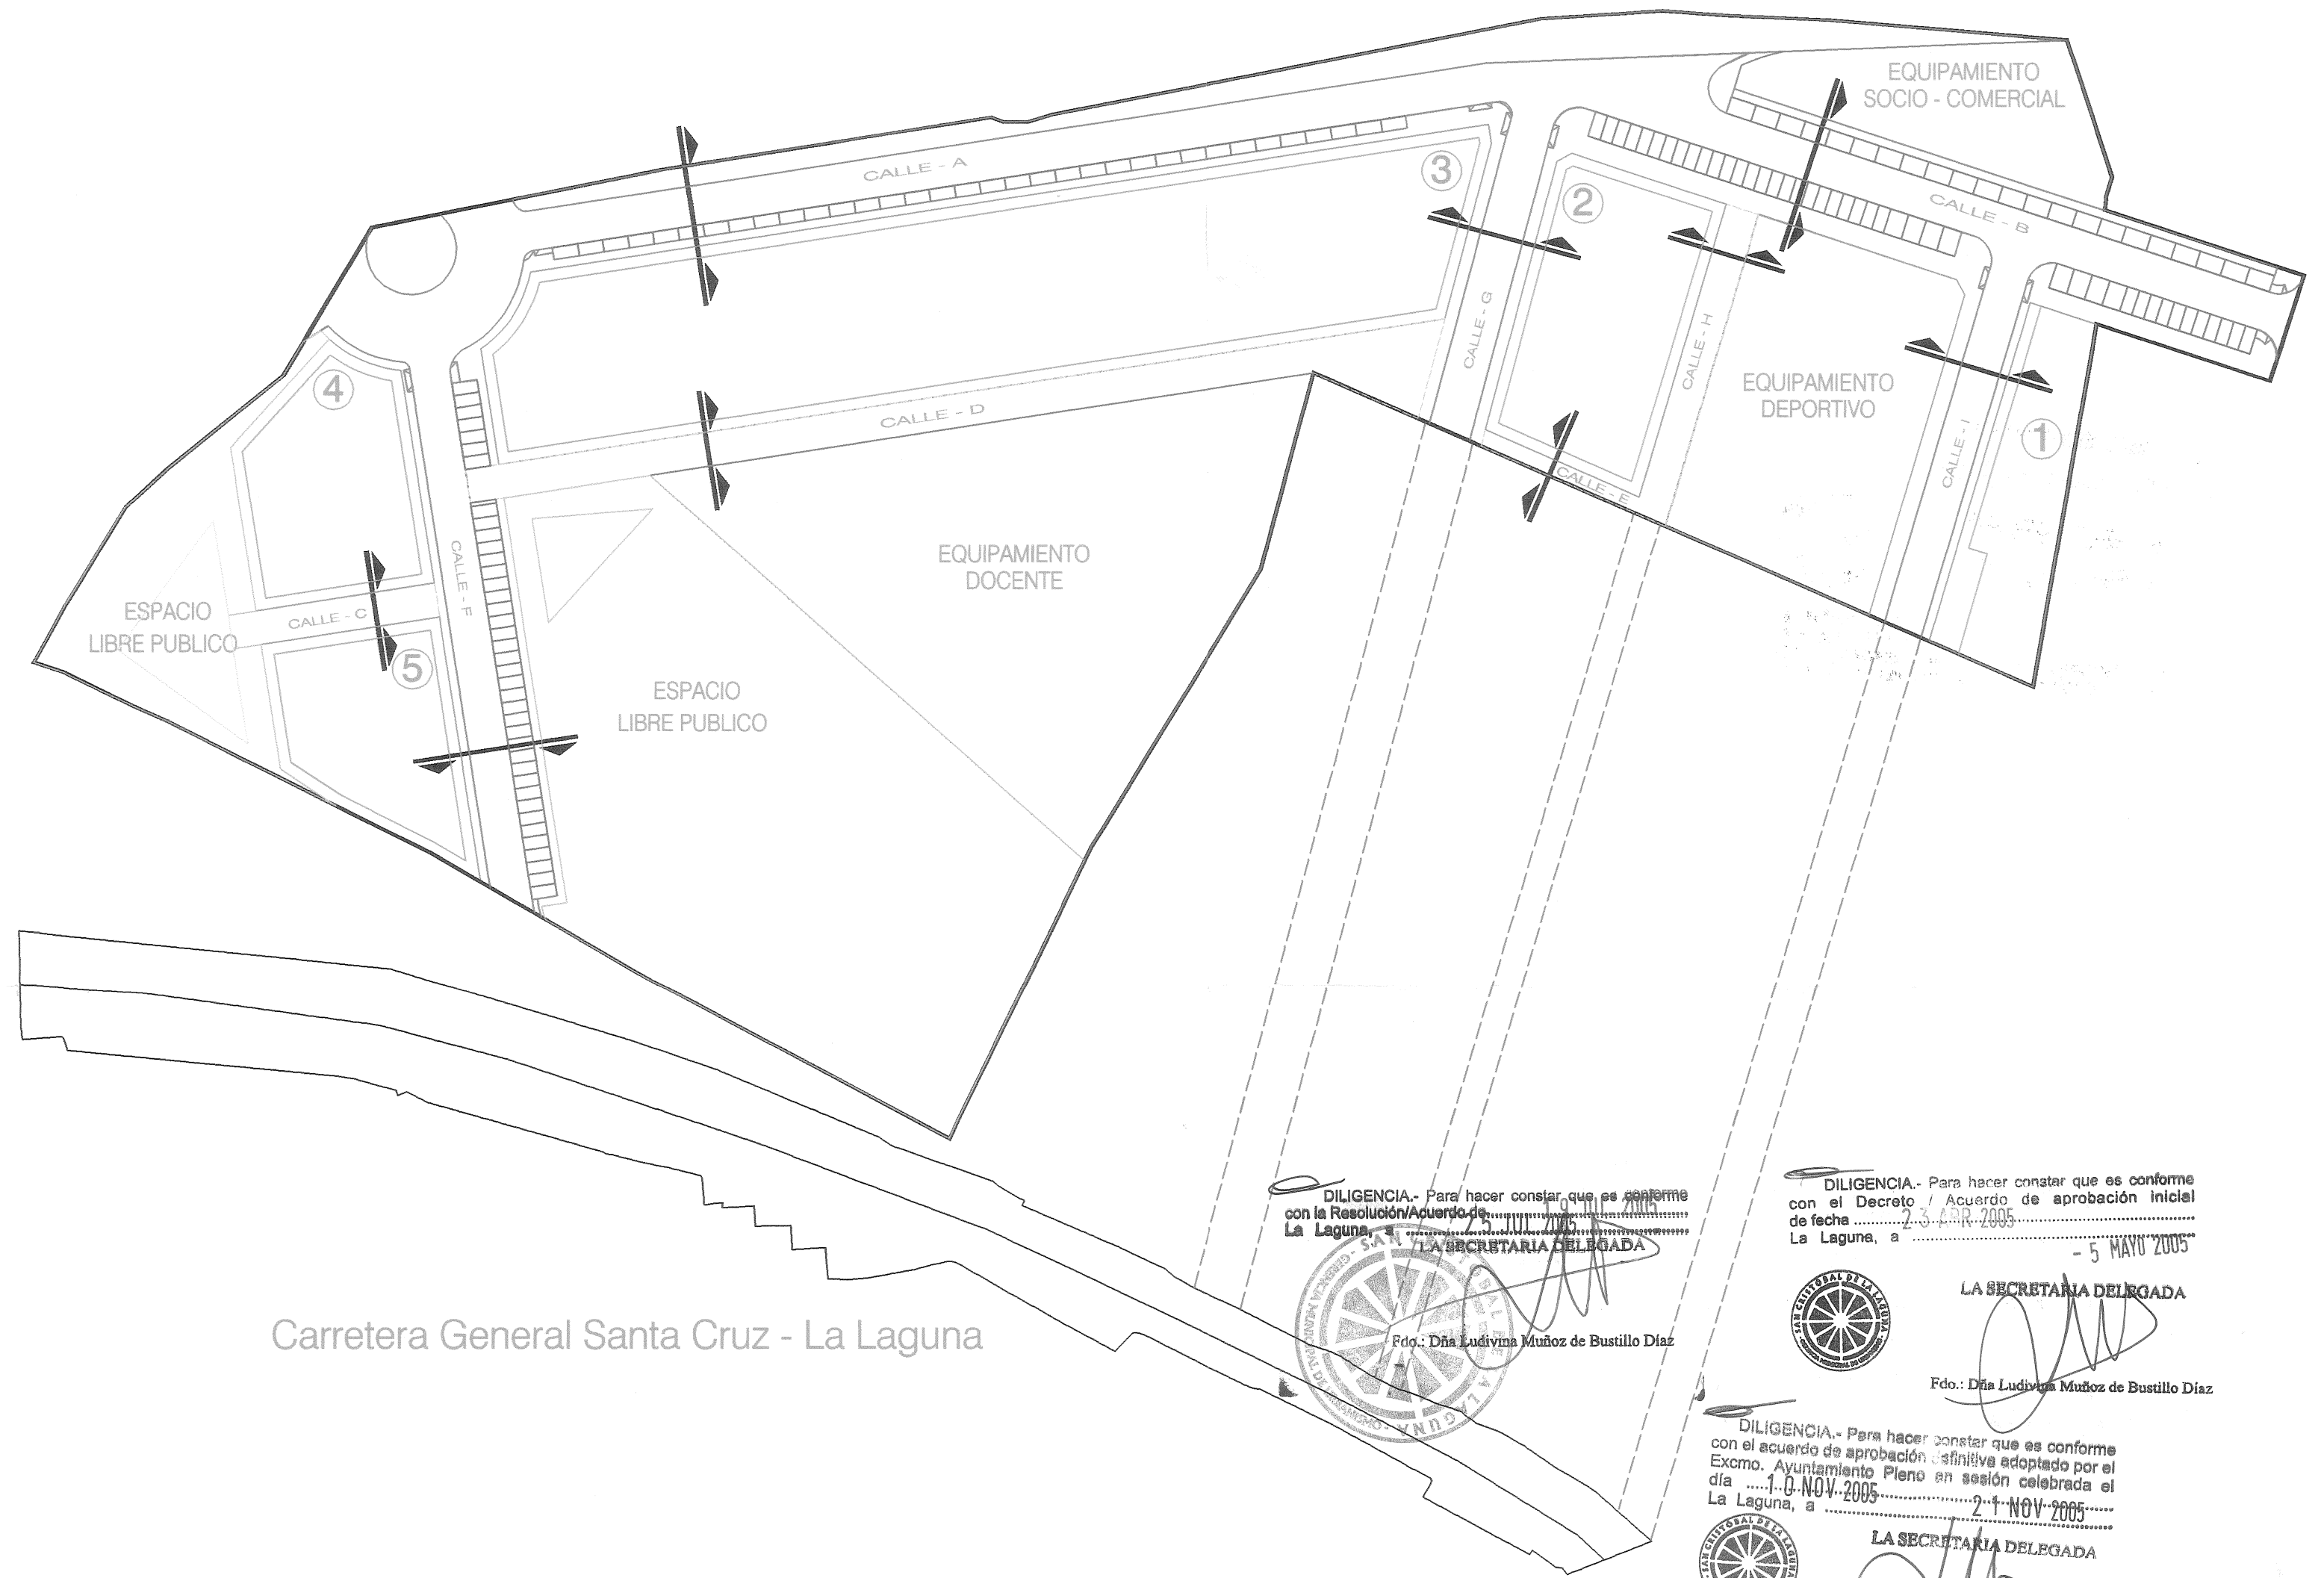 EQUIPAMIENTO
SOCIO - COMERCIAL
CALLE - A
3
2
CALLE - B
CALLE - G
CALLE - H
4
EQUIPAMIENTO
DEPORTIVO
CALLE - D
1
CALLE - I
CALLE - E
CALLE - F
EQUIPAMIENTO
DOCENTE
ESPACIO
LIBRE PUBLICO
CALLE - C
5
ESPACIO
LIBRE PUBLICO
Carretera General Santa Cruz - La Laguna
DILIGENCIA.- Para hacer constar que es conforme
con la Resolución/Acuerdo de
La Laguna, a 25 JUL 2005
LA SECRETARIA DELEGADA
Fdo.: Dña Ludivina Muñoz de Bustillo Díaz
DILIGENCIA.- Para hacer constar que es conforme
con el Decreto / Acuerdo de aprobación inicial
de fecha 23 APR 2005
La Laguna, a
- 5 MAYO 2005
SAN CRISTÓBAL DE LA LAGUNA
LA SECRETARIA DELEGADA
Fdo.: Dña Ludivina Muñoz de Bustillo Díaz
DILIGENCIA.- Para hacer constar que es conforme
con el acuerdo de aprobación definitiva adoptado por el
Excmo. Ayuntamiento Pleno en sesión celebrada el
día 10 NOV 2005
La Laguna, a 21 NOV 2005
LA SECRETARIA DELEGADA